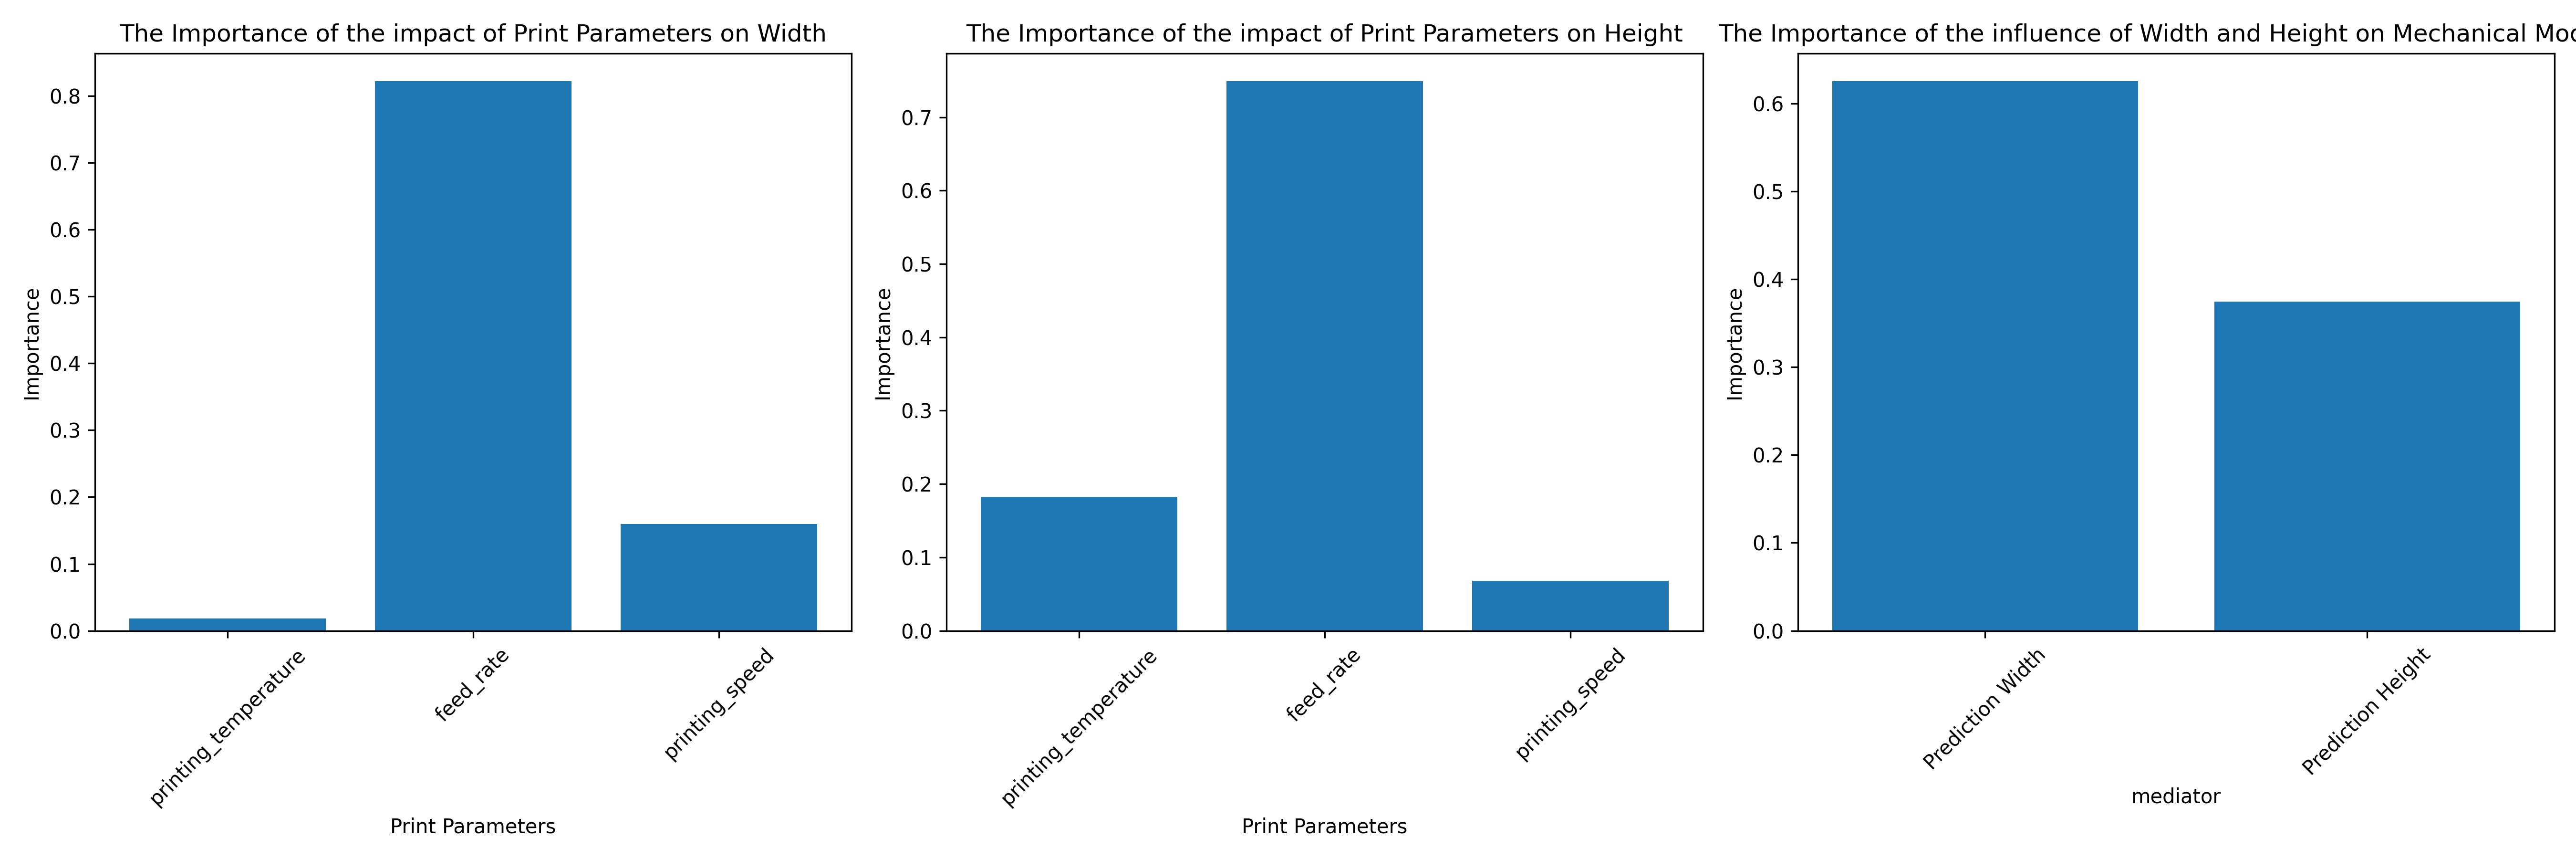 The Importance of the impact of Print Parameters on Width
Importance
0.8
0.7
0.6
0.5
0.4
0.3
0.2
0.1
0.0
printing_temperature
feed_rate
printing_speed
Print Parameters
The Importance of the impact of Print Parameters on Height
Importance
0.7
0.6
0.5
0.4
0.3
0.2
0.1
0.0
printing_temperature
feed_rate
printing_speed
Print Parameters
The Importance of the influence of Width and Height on Mechanical
Importance
0.6
0.5
0.4
0.3
0.2
0.1
0.0
Prediction Width
Prediction Height
mediator